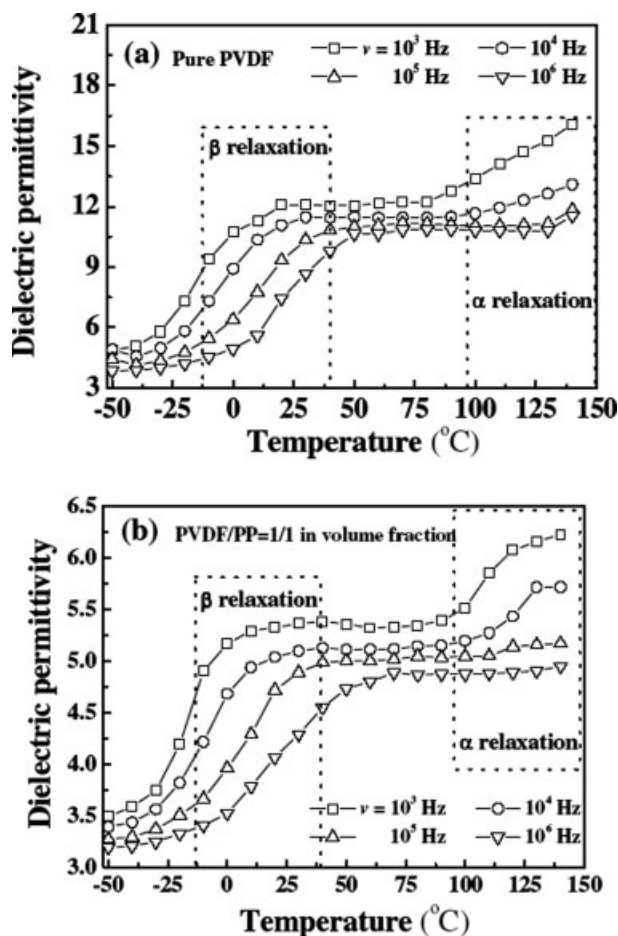 21
18
15
12
9
6
3
Dielectric permittivity
(a) Pure PVDF
ν = 10³ Hz 10⁴ Hz
10⁵ Hz 10⁶ Hz
β relaxation
α relaxation
-50 -25 0 25 50 75 100 125 150
Temperature (°C)
6.5
6.0
5.5
5.0
4.5
4.0
3.5
3.0
Dielectric permittivity
(b) PVDF/PP=1/1 in volume fraction
β relaxation
α relaxation
ν = 10³ Hz 10⁴ Hz
10⁵ Hz 10⁶ Hz
-50 -25 0 25 50 75 100 125 150
Temperature (°C)